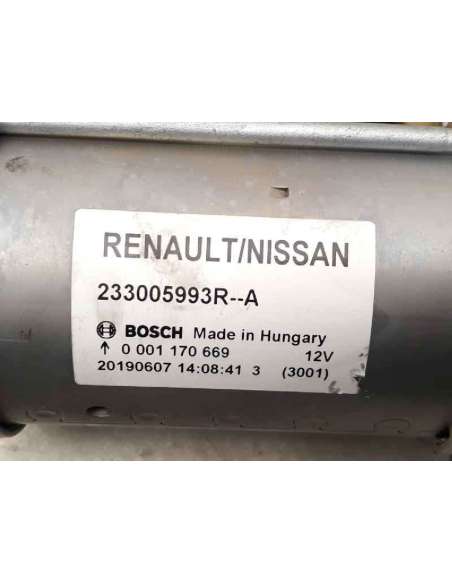 RENAULT/NISSAN
233005993R--A
BOSCH Made in Hungary
↑ 0 001 170 669 12V
20190607 14:08:41 3 (3001)